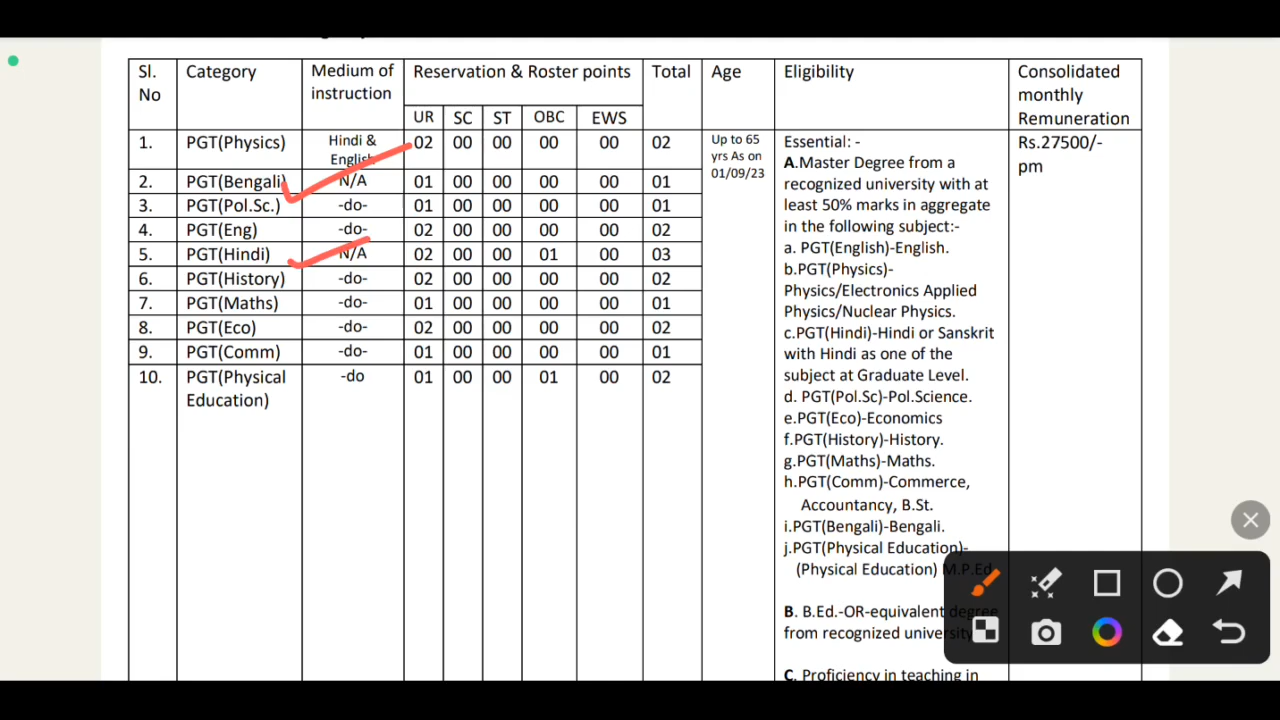 Sl. No Category Medium of instruction Reservation & Roster points Total Age Eligibility Consolidated monthly Remuneration
UR SC ST OBC EWS
1. PGT(Physics) Hindi & English 02 00 00 00 00 02
2. PGT(Bengali) N/A 01 00 00 00 00 01
3. PGT(Pol.Sc.) -do- 01 00 00 00 00 01
4. PGT(Eng) -do- 02 00 00 00 00 02
5. PGT(Hindi) N/A 02 00 00 01 00 03
6. PGT(History) -do- 02 00 00 00 00 02
7. PGT(Maths) -do- 01 00 00 00 00 01
8. PGT(Eco) -do- 02 00 00 00 00 02
9. PGT(Comm) -do- 01 00 00 00 00 01
10. PGT(Physical Education) -do 01 00 00 01 00 02
Up to 65
yrs As on
01/09/23
Essential: -
A.Master Degree from a
recognized university with at
least 50% marks in aggregate
in the following subject:-
a. PGT(English)-English.
b.PGT(Physics)-
Physics/Electronics Applied
Physics/Nuclear Physics.
c.PGT(Hindi)-Hindi or Sanskrit
with Hindi as one of the
subject at Graduate Level.
d. PGT(Pol.Sc)-Pol.Science.
e.PGT(Eco)-Economics
f.PGT(History)-History.
g.PGT(Maths)-Maths.
h.PGT(Comm)-Commerce,
Accountancy, B.St.
i.PGT(Bengali)-Bengali.
j.PGT(Physical Education)-
(Physical Education) M.P.Ed
B. B.Ed.-OR-equivalent degree
from recognized university
C. Proficiency in teaching in
Rs.27500/-
pm